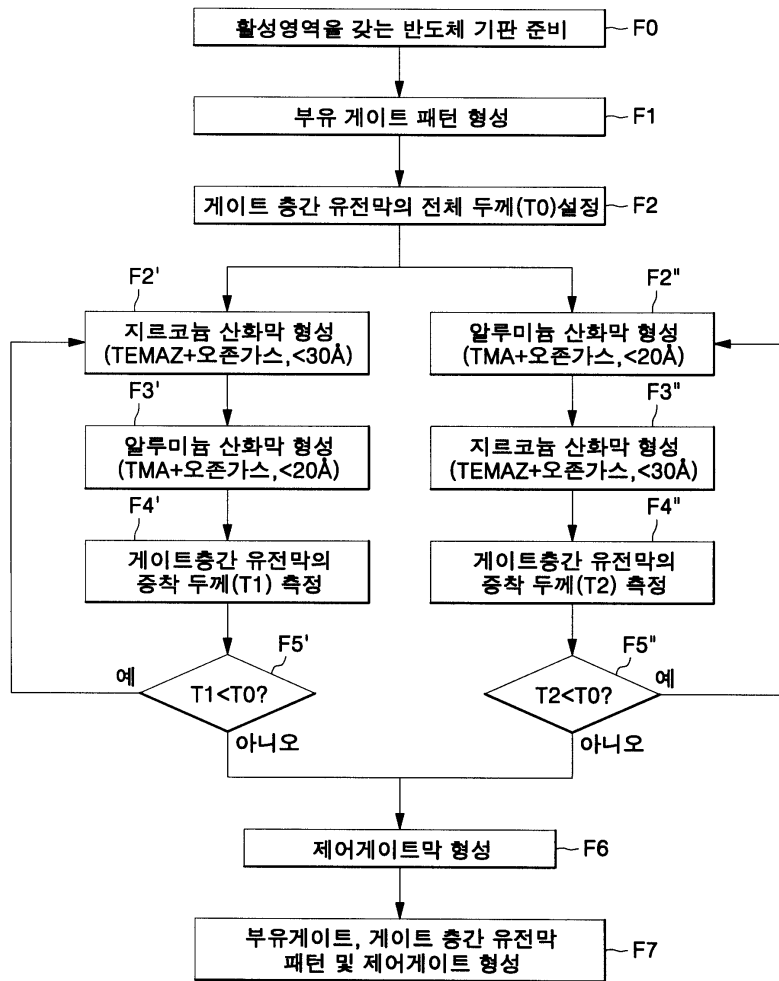 활성영역을 갖는 반도체 기판 준비
F0
부유 게이트 패턴 형성
F1
게이트 층간 유전막의 전체 두께(T0)설정
F2
F2'
지르코늄 산화막 형성
(TEMAZ+오존가스,<30Å)
F3'
알루미늄 산화막 형성
(TMA+오존가스,<20Å)
F4'
게이트층간 유전막의
증착 두께(T1) 측정
F5'
예
T1<T0?
아니오
F2"
알루미늄 산화막 형성
(TMA+오존가스,<20Å)
F3"
지르코늄 산화막 형성
(TEMAZ+오존가스,<30Å)
F4"
게이트층간 유전막의
증착 두께(T2) 측정
F5"
예
T2<T0?
아니오
제어게이트막 형성
F6
부유게이트, 게이트 층간 유전막
패턴 및 제어게이트 형성
F7